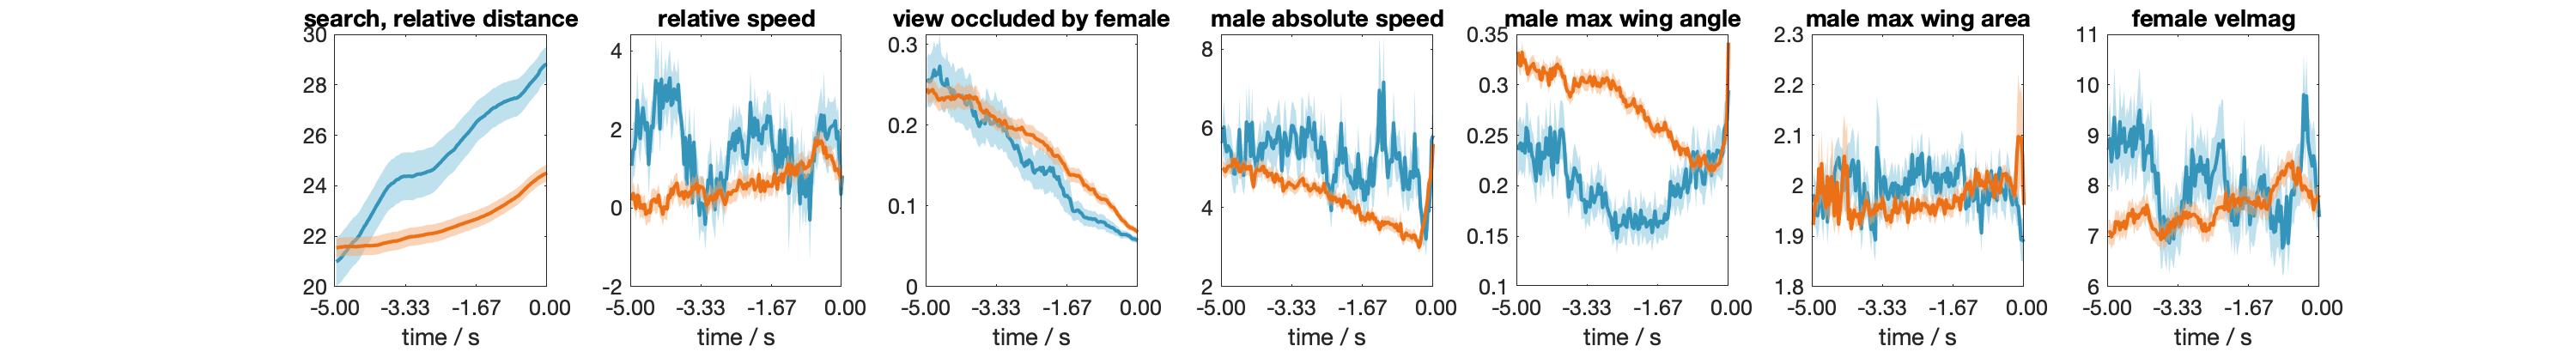 search, relative distance
30
28
26
24
22
20
-5.00 -3.33 -1.67 0.00
time / s
relative speed
4
2
0
-2
-5.00 -3.33 -1.67 0.00
time / s
view occluded by female
0.3
0.2
0.1
0
-5.00 -3.33 -1.67 0.00
time / s
male absolute speed
8
6
4
2
-5.00 -3.33 -1.67 0.00
time / s
male max wing angle
0.35
0.3
0.25
0.2
0.15
0.1
-5.00 -3.33 -1.67 0.00
time / s
male max wing area
2.3
2.2
2.1
2
1.9
1.8
-5.00 -3.33 -1.67 0.00
time / s
female velmag
11
10
9
8
7
6
-5.00 -3.33 -1.67 0.00
time / s